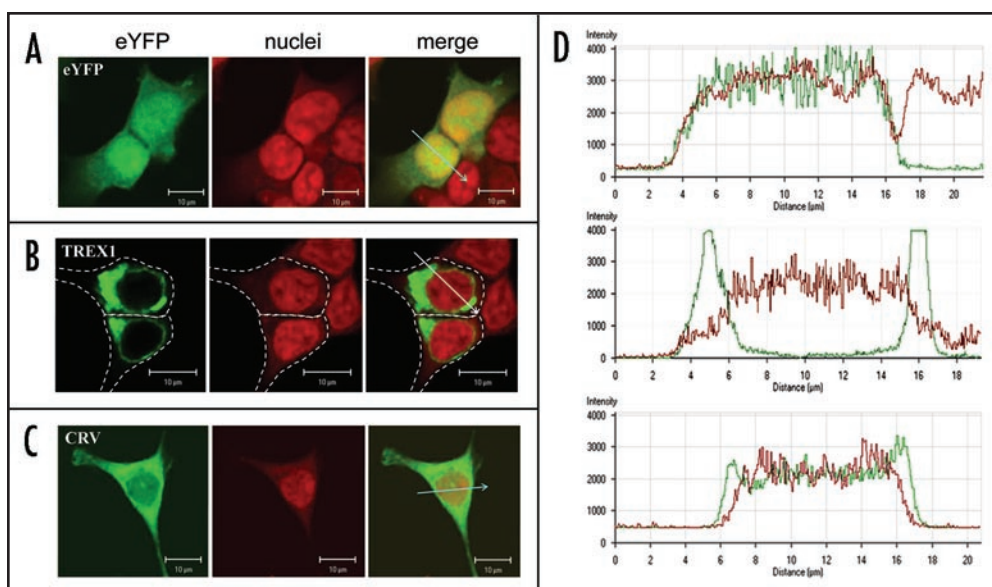 A
eYFP nuclei merge
eYFP
10 µm 10 µm 10 µm
B
TREX1
10 µm 10 µm 10 µm
C
CRV
10 µm 10 µm 10 µm
D
Intensity
4000
3000
2000
1000
0
0 2 4 6 8 10 12 14 16 18 20
Distance (µm)
Intensity
4000
3000
2000
1000
0
0 2 4 6 8 10 12 14 16 18
Distance (µm)
Intensity
4000
3000
2000
1000
0
0 2 4 6 8 10 12 14 16 18 20
Distance (µm)